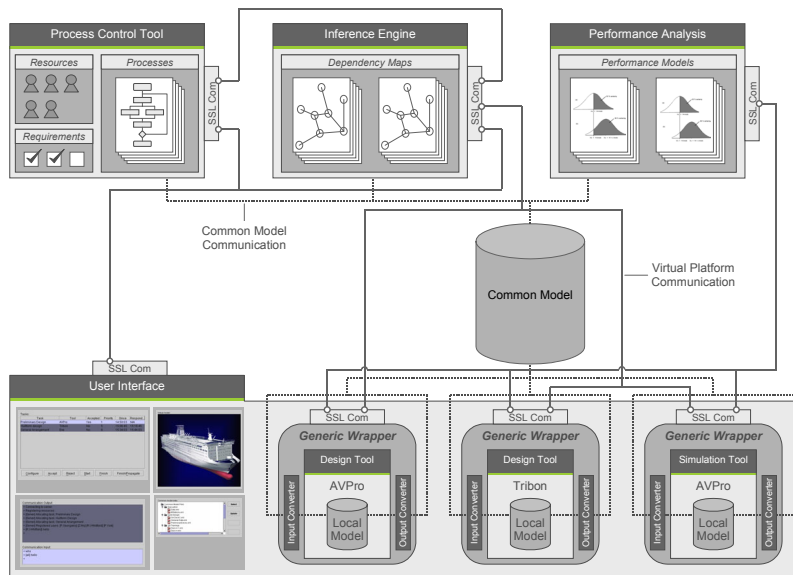 Process Control Tool
Inference Engine
Performance Analysis
Resources
Processes
Dependency Maps
Performance Models
SSL Com
SSL Com
SSL Com
Requirements
Common Model
Communication
Virtual Platform
Communication
Common Model
SSL Com
User Interface
SSL Com
SSL Com
SSL Com
Generic Wrapper
Generic Wrapper
Generic Wrapper
Design Tool
Design Tool
Simulation Tool
AVPro
Tribon
AVPro
Input Converter
Output Converter
Input Converter
Output Converter
Input Converter
Output Converter
Local
Model
Local
Model
Local
Model